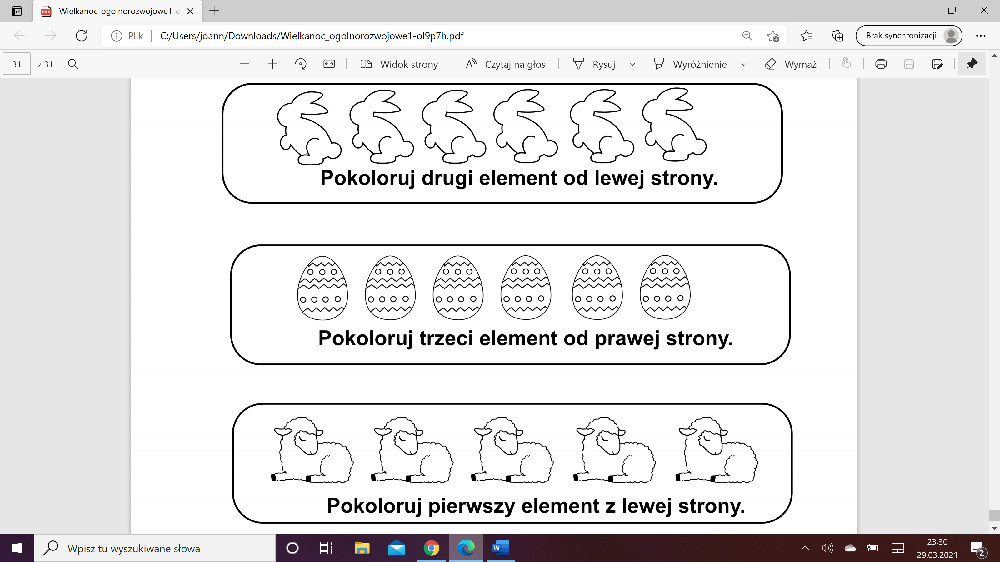 Wielkanoc_ogolnorozwojowe1-o
Plik
C:/Users/joann/Downloads/Wielkanoc_ogolnorozwojowe1-ol9p7h.pdf
Brak synchronizacji
31 z 31
Widok strony
Czytaj na głos
Rysuj
Wyróżnienie
Wymaż
Pokoloruj drugi element od lewej strony.
Pokoloruj trzeci element od prawej strony.
Pokoloruj pierwszy element z lewej strony.
Wpisz tu wyszukiwane słowa
23:30
29.03.2021
2